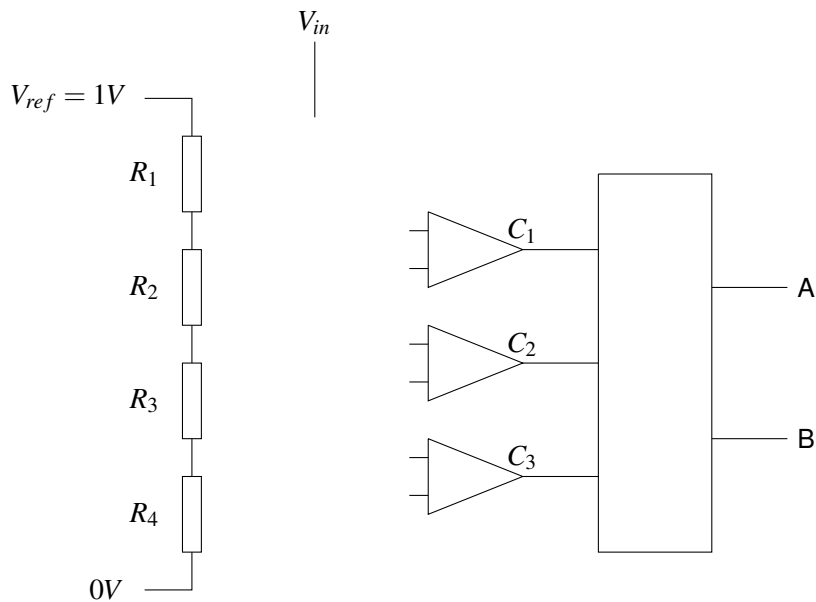 V_in
V_ref = 1V
R_1
C_1
R_2
A
C_2
R_3
B
C_3
R_4
0V